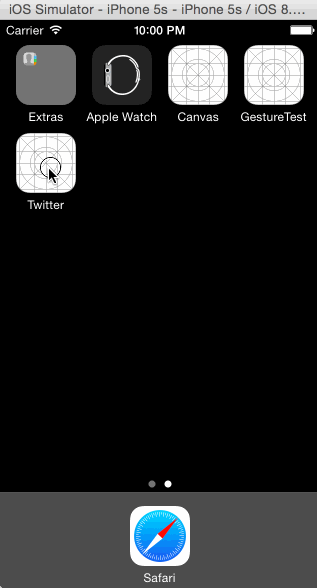 iOS Simulator - iPhone 5s - iPhone 5s / iOS 8....
Carrier 10:00 PM
Extras Apple Watch Canvas GestureTest
Twitter
Safari